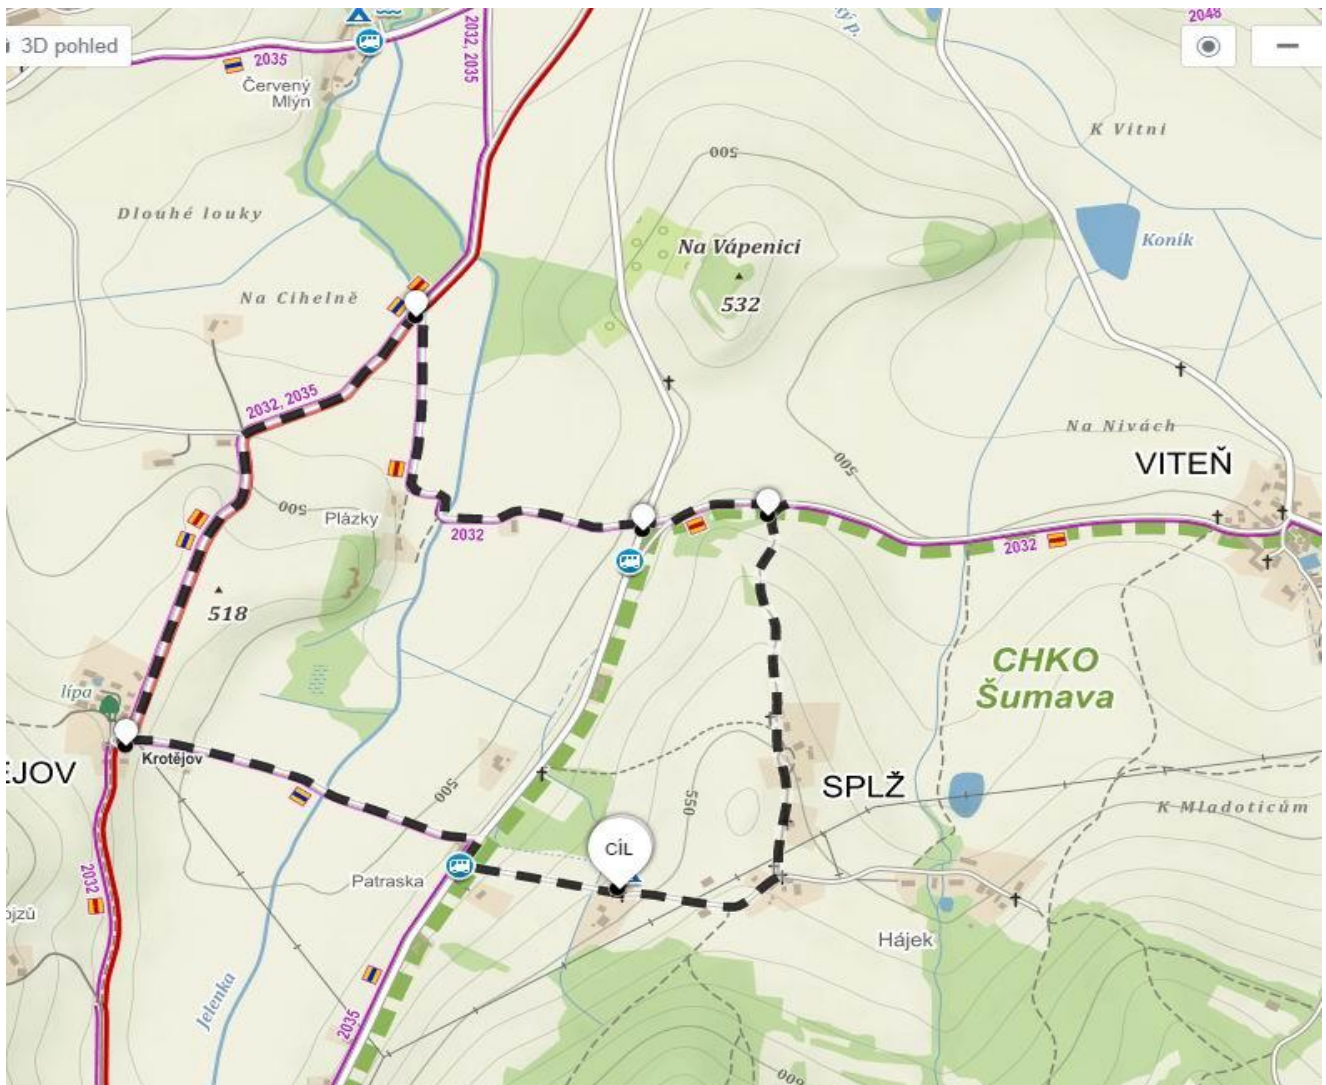 3D pohled
2035
2032, 2035
ý p.
2048
Červený
Mlýn
500
K Vitni
Dlouhé louky
Na Vápenici
532
Koník
Na Cihelně
2032, 2035
Na Nivách
VITEŇ
500
500
Plázky
2032
2032
518
CHKO
Šumava
lípa
Krotějov
EJOV
500
550
SPLŽ
K Mladoticům
CÍL
Patraska
2032
ojzů
Hájek
Jelenka
2035
600